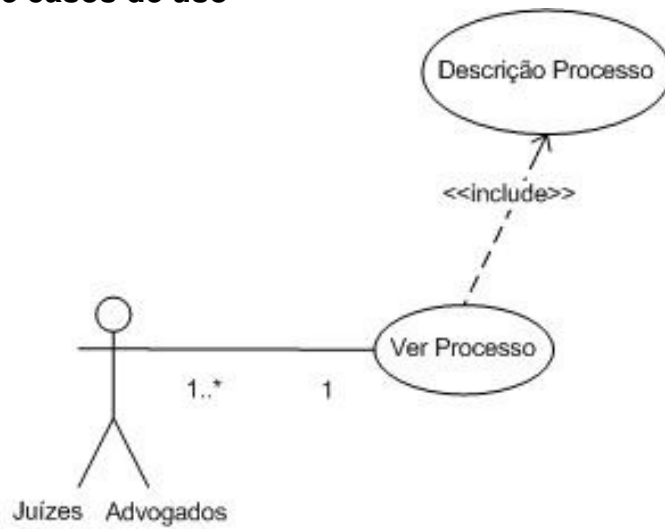 Descrição Processo
<<include>>
Ver Processo
1..*
1
Juízes
Advogados